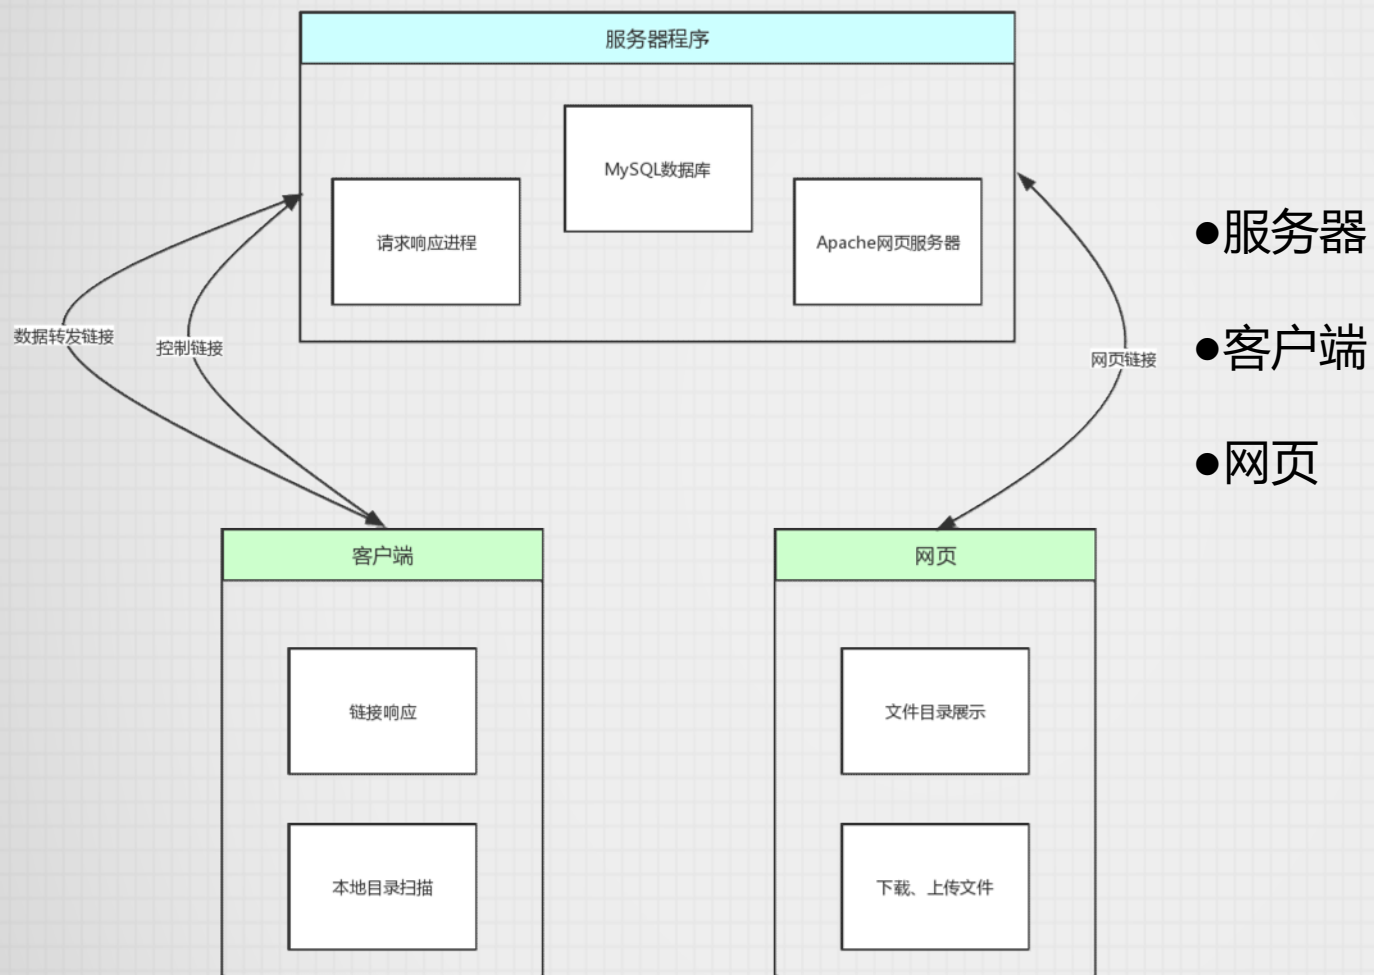 服务器程序
MySQL数据库
请求响应进程
Apache网页服务器
数据转发链接
控制链接
网页链接
●服务器
●客户端
●网页
客户端
链接响应
本地目录扫描
网页
文件目录展示
下载、上传文件